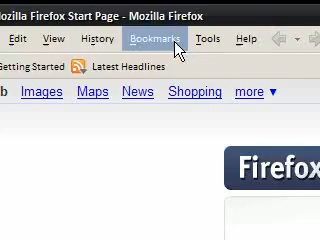 Mozilla Firefox Start Page - Mozilla Firefox
Edit View History Bookmarks Tools Help
Getting Started Latest Headlines
b Images Maps News Shopping more ▼
Firefox